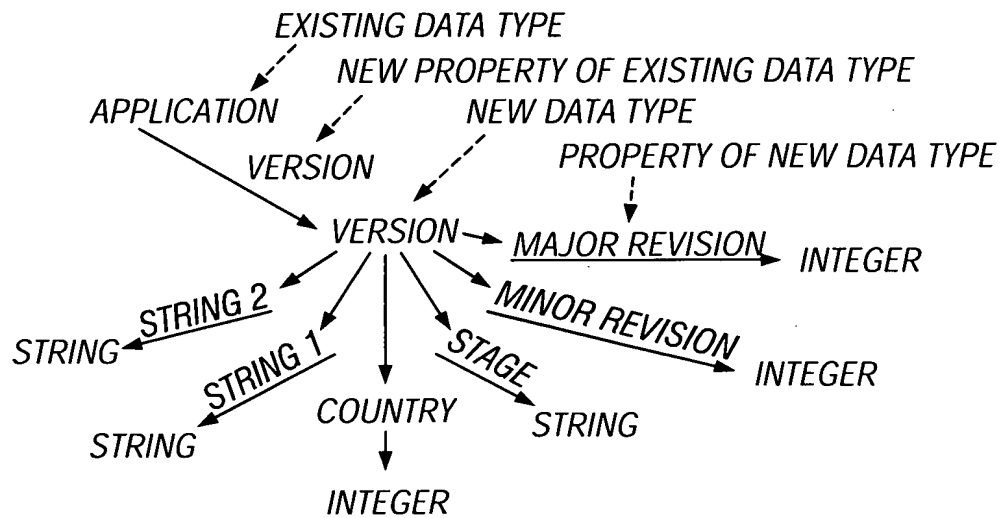 EXISTING DATA TYPE
NEW PROPERTY OF EXISTING DATA TYPE
APPLICATION
NEW DATA TYPE
VERSION
PROPERTY OF NEW DATA TYPE
VERSION
MAJOR REVISION
INTEGER
STRING 2
MINOR REVISION
STRING
STRING 1
STAGE
INTEGER
COUNTRY
STRING
STRING
INTEGER